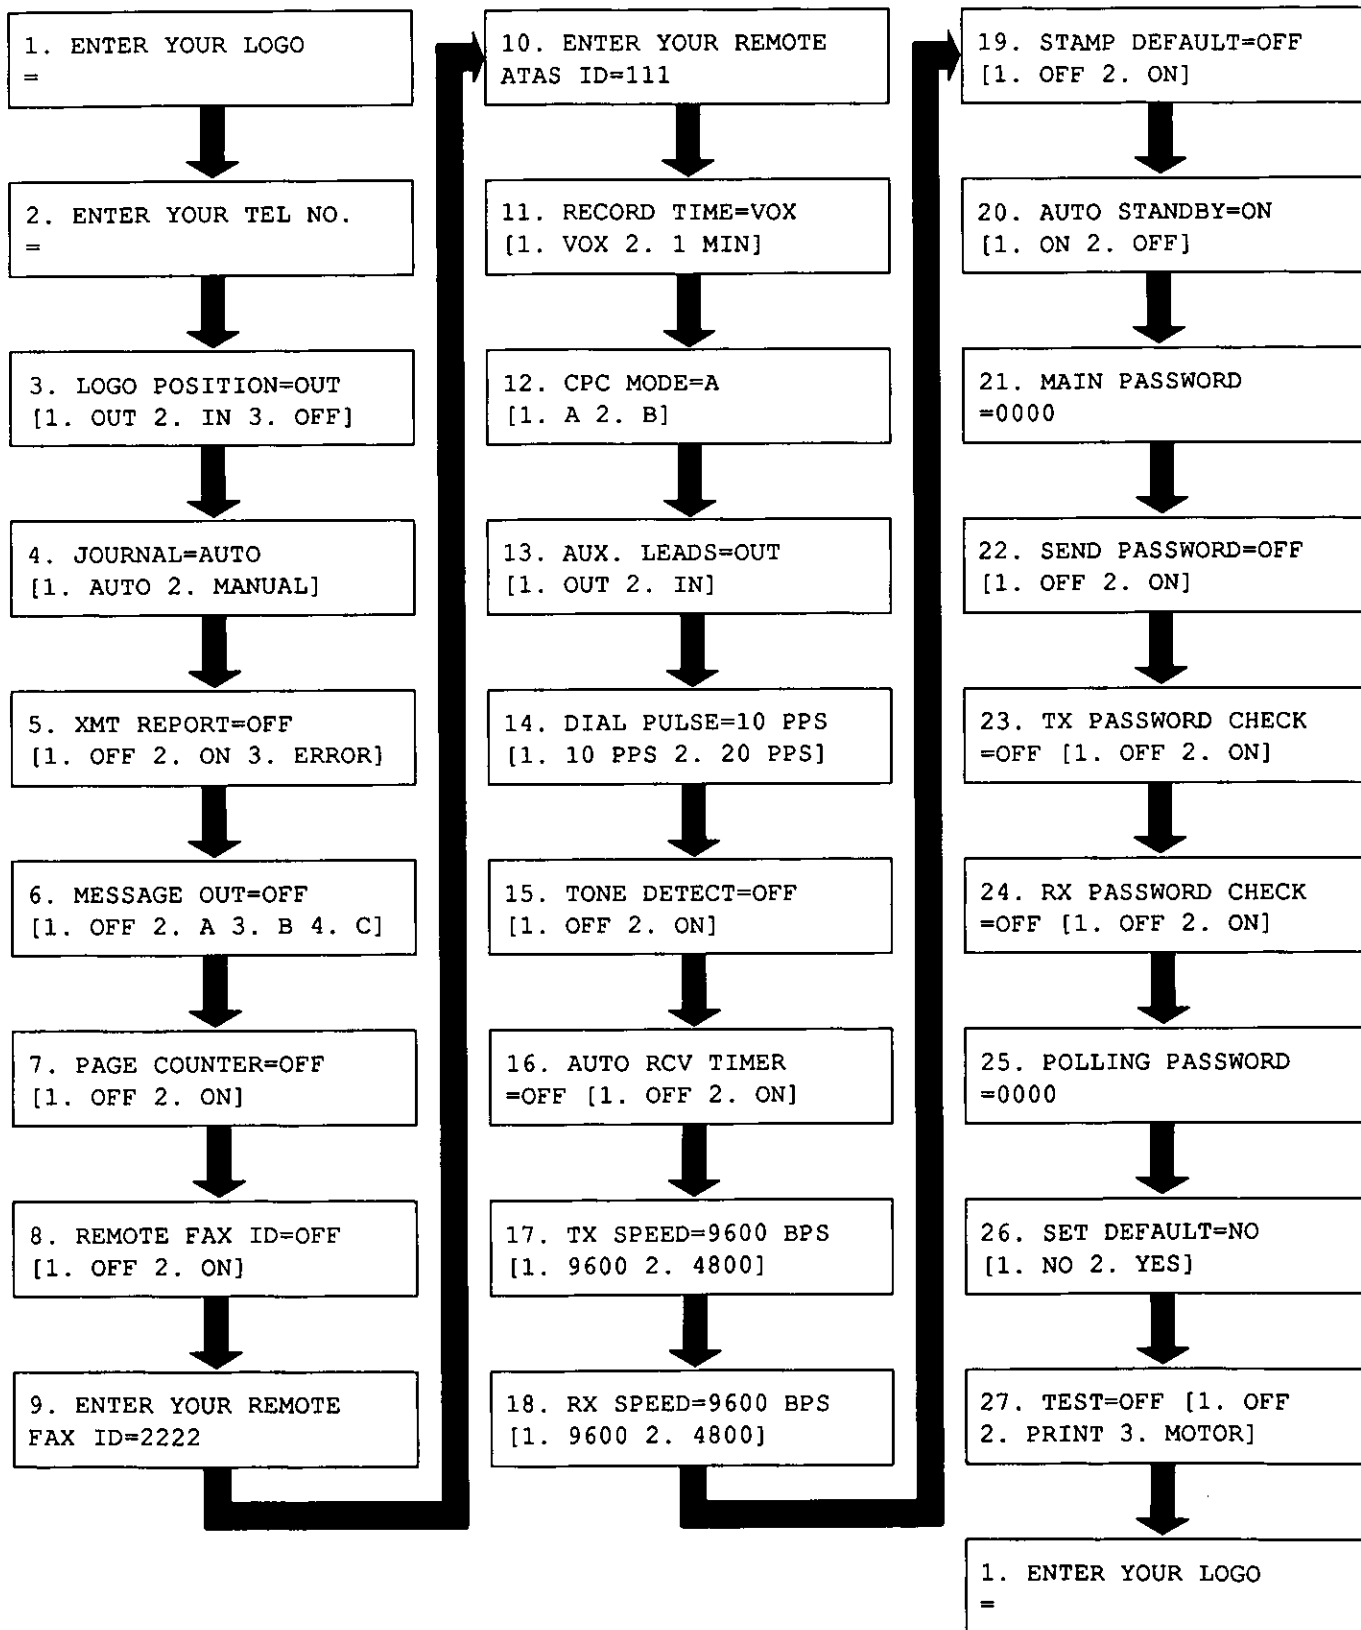 1. ENTER YOUR LOGO
=
2. ENTER YOUR TEL NO.
=
3. LOGO POSITION=OUT
[1. OUT 2. IN 3. OFF]
4. JOURNAL=AUTO
[1. AUTO 2. MANUAL]
5. XMT REPORT=OFF
[1. OFF 2. ON 3. ERROR]
6. MESSAGE OUT=OFF
[1. OFF 2. A 3. B 4. C]
7. PAGE COUNTER=OFF
[1. OFF 2. ON]
8. REMOTE FAX ID=OFF
[1. OFF 2. ON]
9. ENTER YOUR REMOTE
FAX ID=2222
10. ENTER YOUR REMOTE
ATAS ID=111
11. RECORD TIME=VOX
[1. VOX 2. 1 MIN]
12. CPC MODE=A
[1. A 2. B]
13. AUX. LEADS=OUT
[1. OUT 2. IN]
14. DIAL PULSE=10 PPS
[1. 10 PPS 2. 20 PPS]
15. TONE DETECT=OFF
[1. OFF 2. ON]
16. AUTO RCV TIMER
=OFF [1. OFF 2. ON]
17. TX SPEED=9600 BPS
[1. 9600 2. 4800]
18. RX SPEED=9600 BPS
[1. 9600 2. 4800]
19. STAMP DEFAULT=OFF
[1. OFF 2. ON]
20. AUTO STANDBY=ON
[1. ON 2. OFF]
21. MAIN PASSWORD
=0000
22. SEND PASSWORD=OFF
[1. OFF 2. ON]
23. TX PASSWORD CHECK
=OFF [1. OFF 2. ON]
24. RX PASSWORD CHECK
=OFF [1. OFF 2. ON]
25. POLLING PASSWORD
=0000
26. SET DEFAULT=NO
[1. NO 2. YES]
27. TEST=OFF [1. OFF
2. PRINT 3. MOTOR]
1. ENTER YOUR LOGO
=